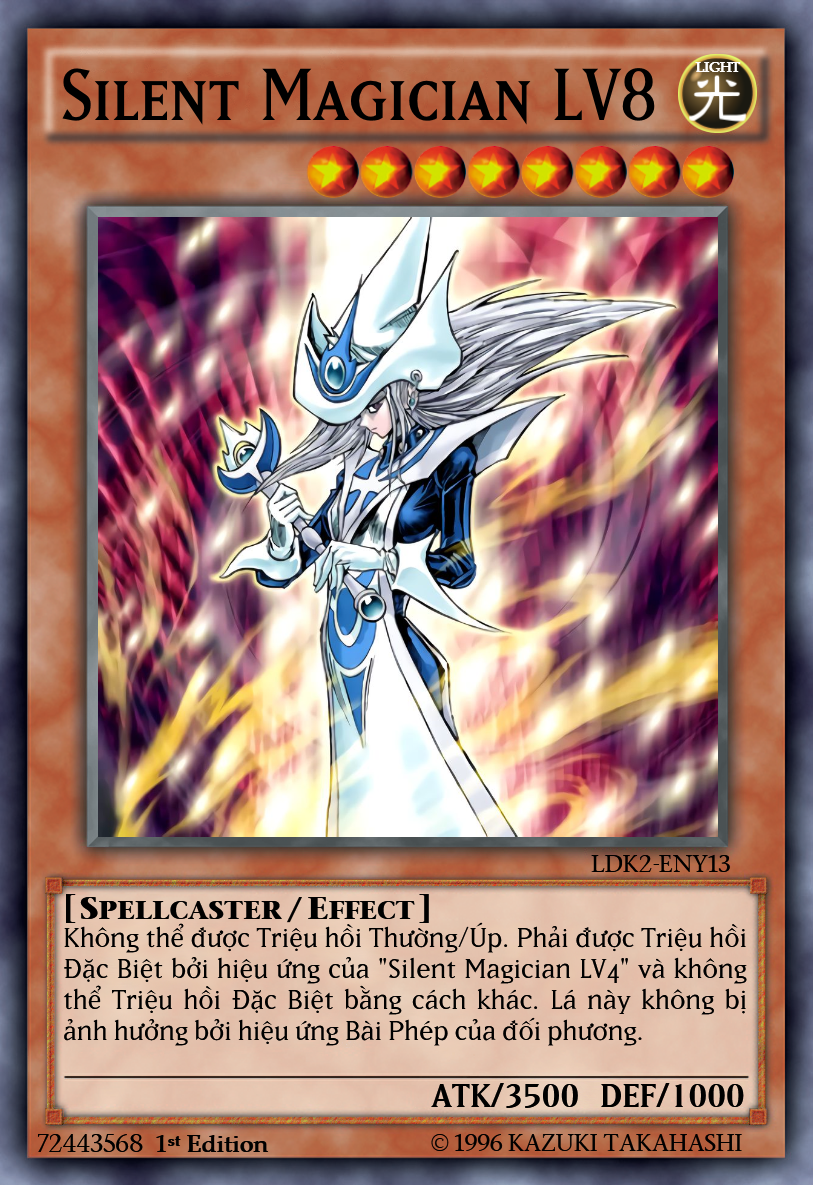 SILENT MAGICIAN LV8
LIGHT
光
LDK2-ENY13
[ SPELLCASTER / EFFECT ]
Không thể được Triệu hồi Thường/Úp. Phải được Triệu hồi
Đặc Biệt bởi hiệu ứng của "Silent Magician LV4" và không
thể Triệu hồi Đặc Biệt bằng cách khác. Lá này không bị
ảnh hưởng bởi hiệu ứng Bài Phép của đối phương.
ATK/3500 DEF/1000
72443568 1st Edition © 1996 KAZUKI TAKAHASHI